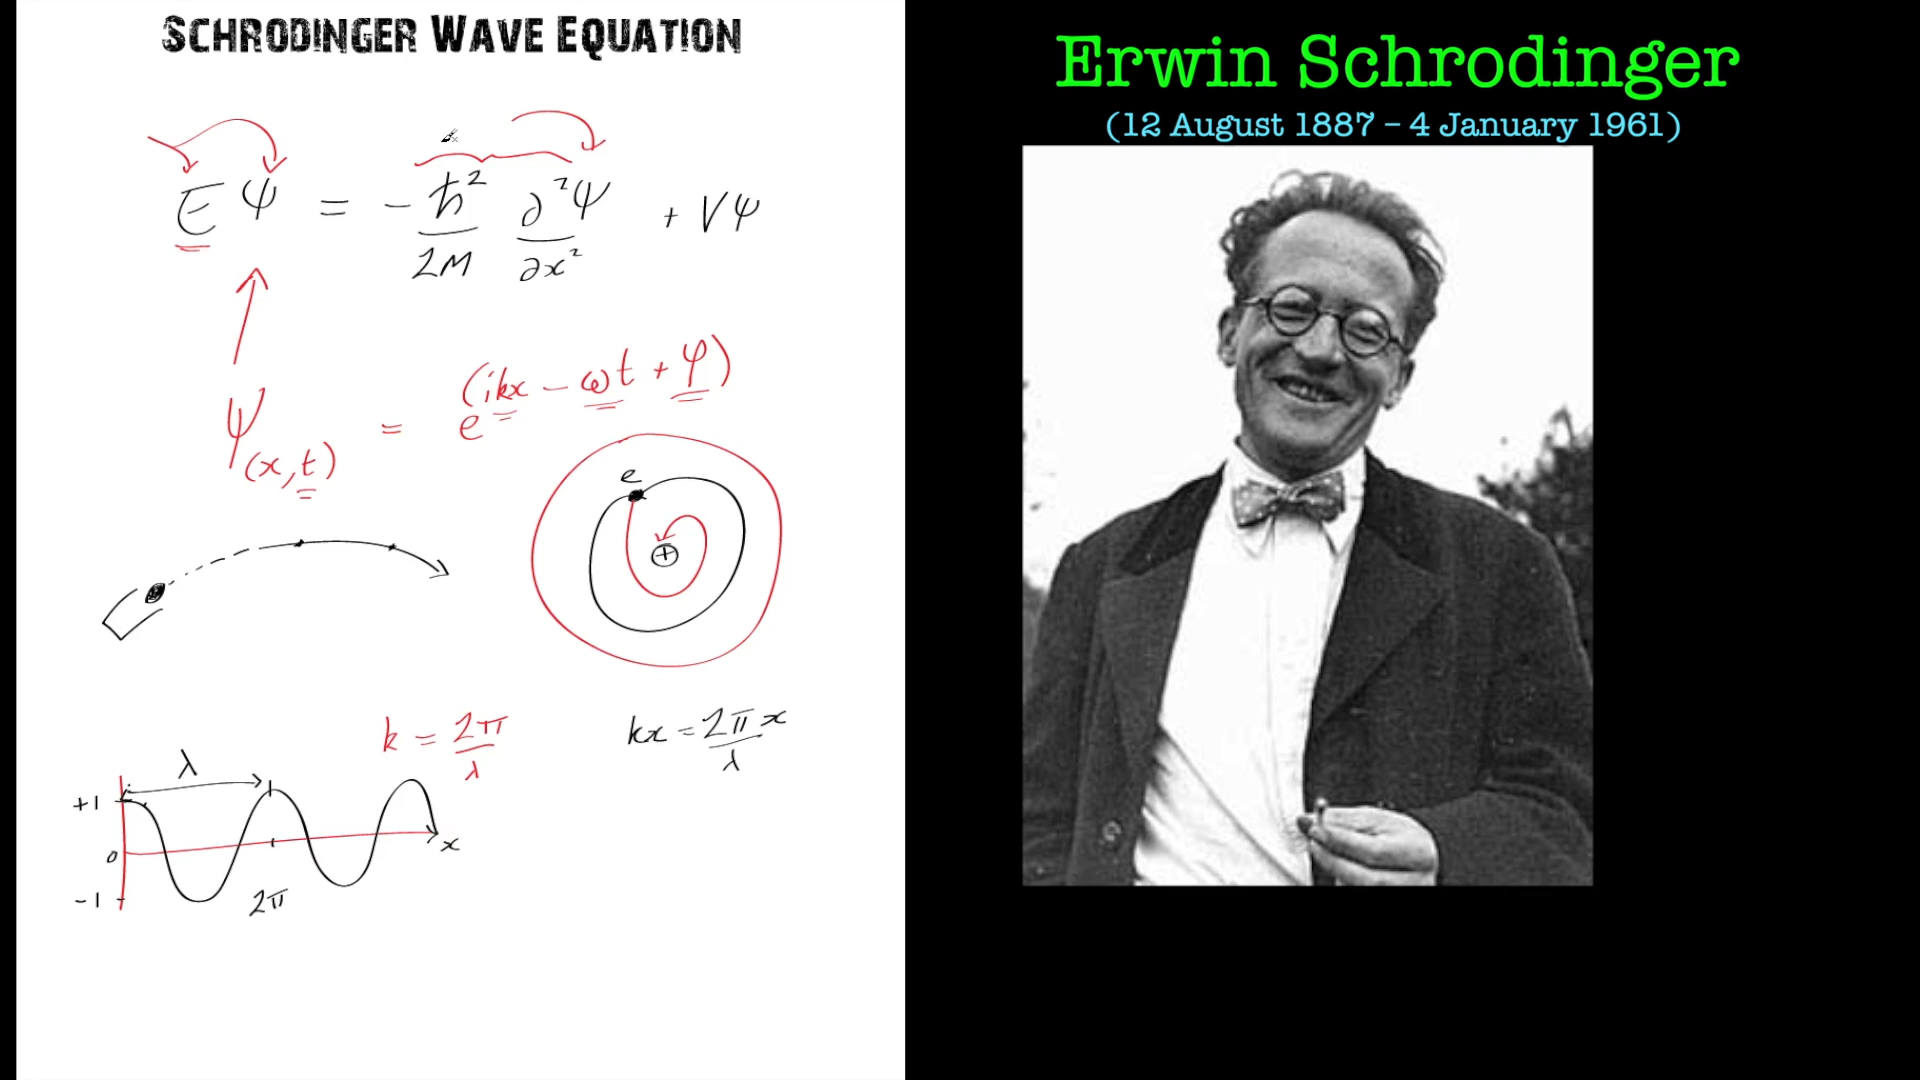 SCHRODINGER WAVE EQUATION
Eψ = -ħ²/2M ∂²ψ/∂x² + Vψ
ψ(x,t) = e^(ikx - ωt + φ)
e
+
k = 2π/λ
kx = 2πx/λ
λ
+1
0
x
-1
2π
Erwin Schrodinger
(12 August 1887 - 4 January 1961)